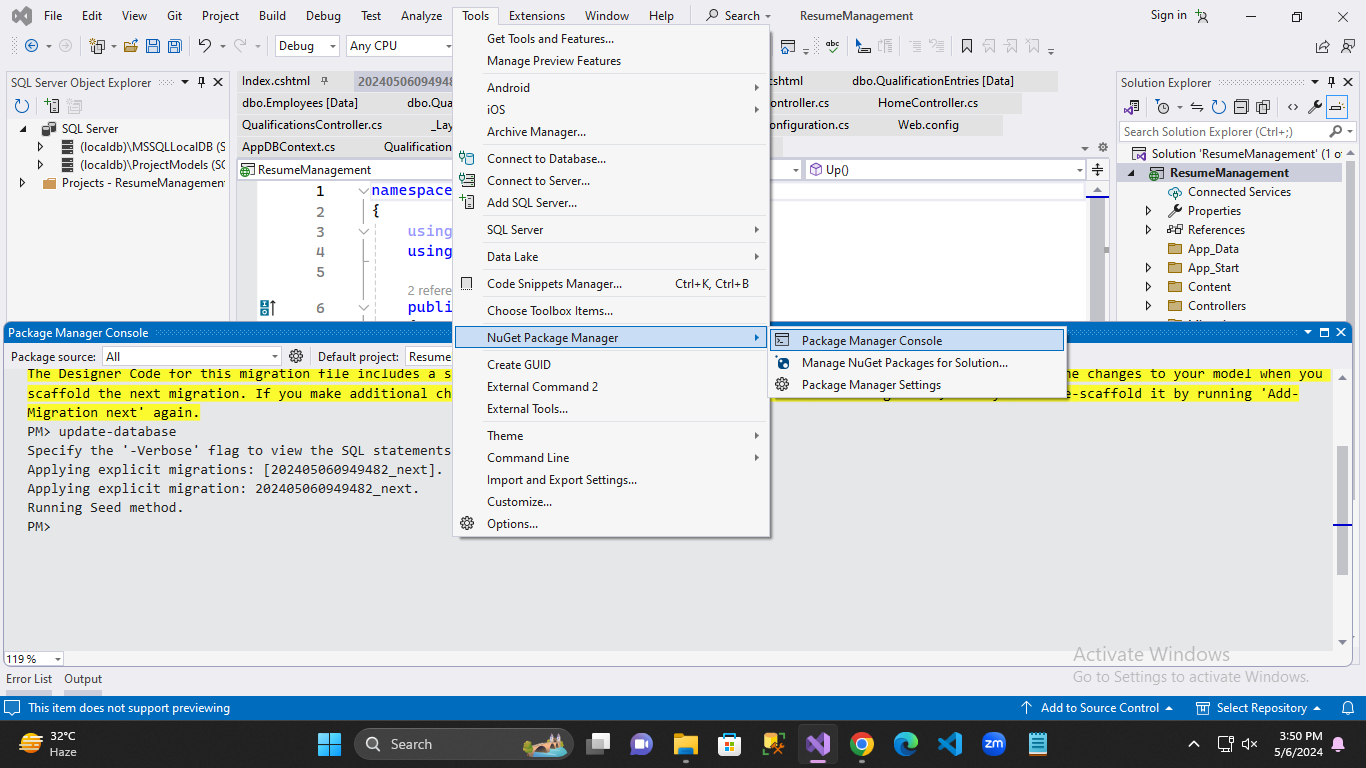 File Edit View Git Project Build Debug Test Analyze Tools Extensions Window Help Search ResumeManagement Sign in
Debug Any CPU
SQL Server Object Explorer
SQL Server
(localdb)\MSSQLLocalDB (S
(localdb)\ProjectModels (S
Projects - ResumeManagement
Index.cshtml 2024050609494 .cshtml dbo.QualificationEntries [Data]
dbo.Employees [Data] dbo.Qua ontroller.cs HomeController.cs
QualificationsController.cs _Lay onfiguration.cs Web.config
AppDBContext.cs Qualification
ResumeManagement Up()
1 namespace
2 {
3 using
4 using
5
2 refere
6 publi
Get Tools and Features...
Manage Preview Features
Android
iOS
Archive Manager...
Connect to Database...
Connect to Server...
Add SQL Server...
SQL Server
Data Lake
Code Snippets Manager... Ctrl+K, Ctrl+B
Choose Toolbox Items...
NuGet Package Manager
Create GUID
External Command 2
External Tools...
Theme
Command Line
Import and Export Settings...
Customize...
Options...
Package Manager Console
Manage NuGet Packages for Solution...
Package Manager Settings
Solution Explorer
Search Solution Explorer (Ctrl+;)
Solution 'ResumeManagement' (1 o
ResumeManagement
Connected Services
Properties
References
App_Data
App_Start
Content
Controllers
Package Manager Console
Package source: All Default project: Resume
The Designer Code for this migration file includes a s he changes to your model when you
scaffold the next migration. If you make additional ch e-scaffold it by running 'Add-
Migration next' again.
PM> update-database
Specify the '-Verbose' flag to view the SQL statements
Applying explicit migrations: [202405060949482_next].
Applying explicit migration: 202405060949482_next.
Running Seed method.
PM>
119 %
Activate Windows
Go to Settings to activate Windows.
Error List Output
This item does not support previewing Add to Source Control Select Repository
32°C
Haze
Search
zm
3:50 PM
5/6/2024